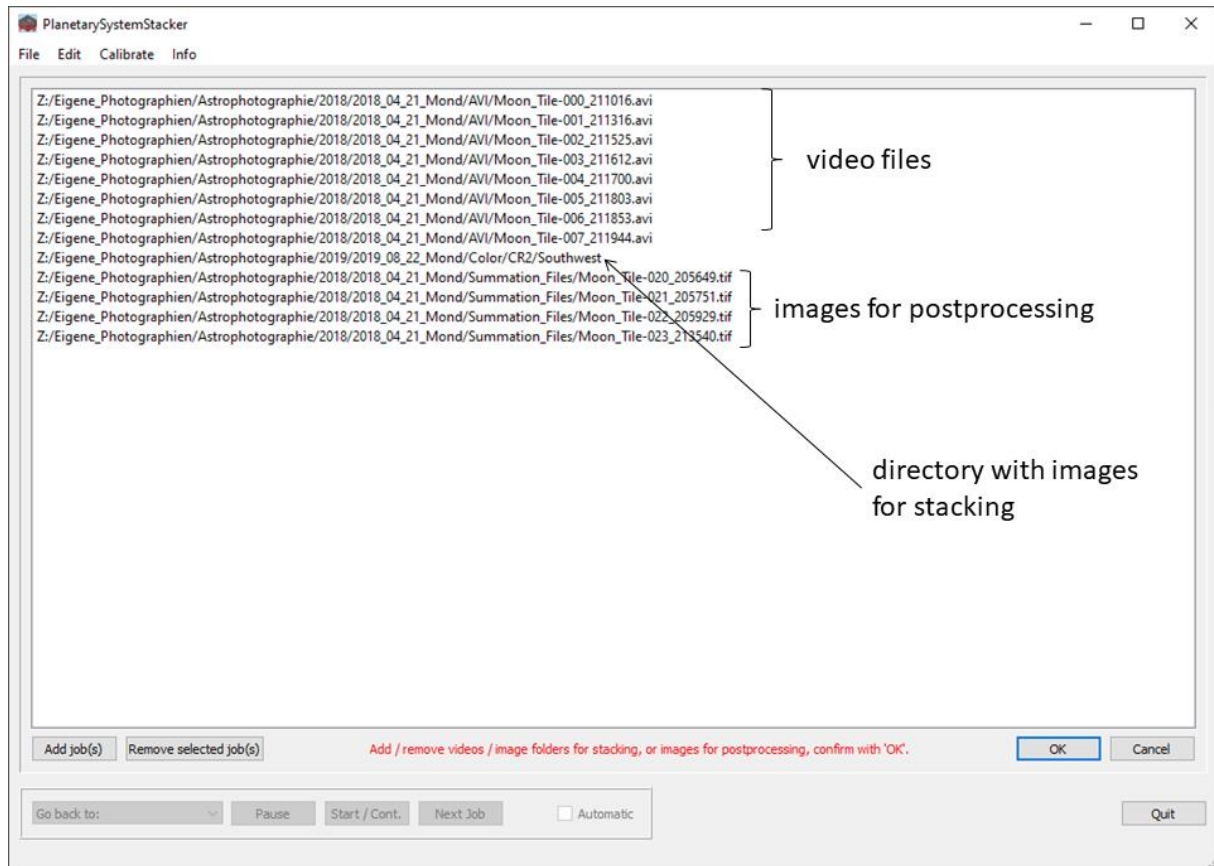 PlanetarySystemStacker
File Edit Calibrate Info
Z:/Eigene_Photographien/Astrophotographie/2018/2018_04_21_Mond/AVI/Moon_Tile-000_211016.avi
Z:/Eigene_Photographien/Astrophotographie/2018/2018_04_21_Mond/AVI/Moon_Tile-001_211316.avi
Z:/Eigene_Photographien/Astrophotographie/2018/2018_04_21_Mond/AVI/Moon_Tile-002_211525.avi
Z:/Eigene_Photographien/Astrophotographie/2018/2018_04_21_Mond/AVI/Moon_Tile-003_211612.avi
Z:/Eigene_Photographien/Astrophotographie/2018/2018_04_21_Mond/AVI/Moon_Tile-004_211700.avi
Z:/Eigene_Photographien/Astrophotographie/2018/2018_04_21_Mond/AVI/Moon_Tile-005_211803.avi
Z:/Eigene_Photographien/Astrophotographie/2018/2018_04_21_Mond/AVI/Moon_Tile-006_211853.avi
Z:/Eigene_Photographien/Astrophotographie/2018/2018_04_21_Mond/AVI/Moon_Tile-007_211944.avi
Z:/Eigene_Photographien/Astrophotographie/2019/2019_08_22_Mond/Color/CR2/Southwest
Z:/Eigene_Photographien/Astrophotographie/2018/2018_04_21_Mond/Summation_Files/Moon_Tile-020_205649.tif
Z:/Eigene_Photographien/Astrophotographie/2018/2018_04_21_Mond/Summation_Files/Moon_Tile-021_205751.tif
Z:/Eigene_Photographien/Astrophotographie/2018/2018_04_21_Mond/Summation_Files/Moon_Tile-022_205929.tif
Z:/Eigene_Photographien/Astrophotographie/2018/2018_04_21_Mond/Summation_Files/Moon_Tile-023_213540.tif
video files
images for postprocessing
directory with images
for stacking
Add job(s) Remove selected job(s) Add / remove videos / image folders for stacking, or images for postprocessing, confirm with 'OK'. OK Cancel
Go back to: Pause Start / Cont. Next Job Automatic Quit